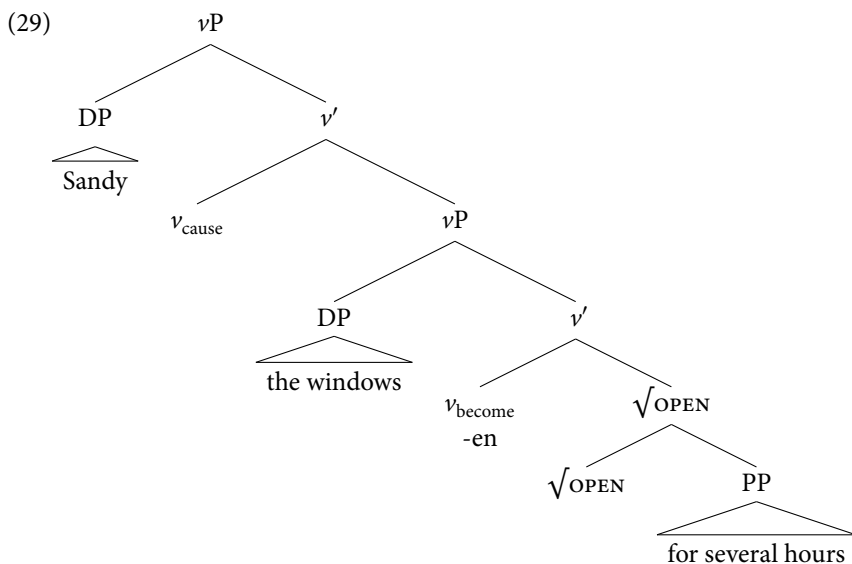 (29) vP
DP v′
Sandy
v_cause vP
DP v′
the windows
v_become √OPEN
-en
√OPEN PP
for several hours